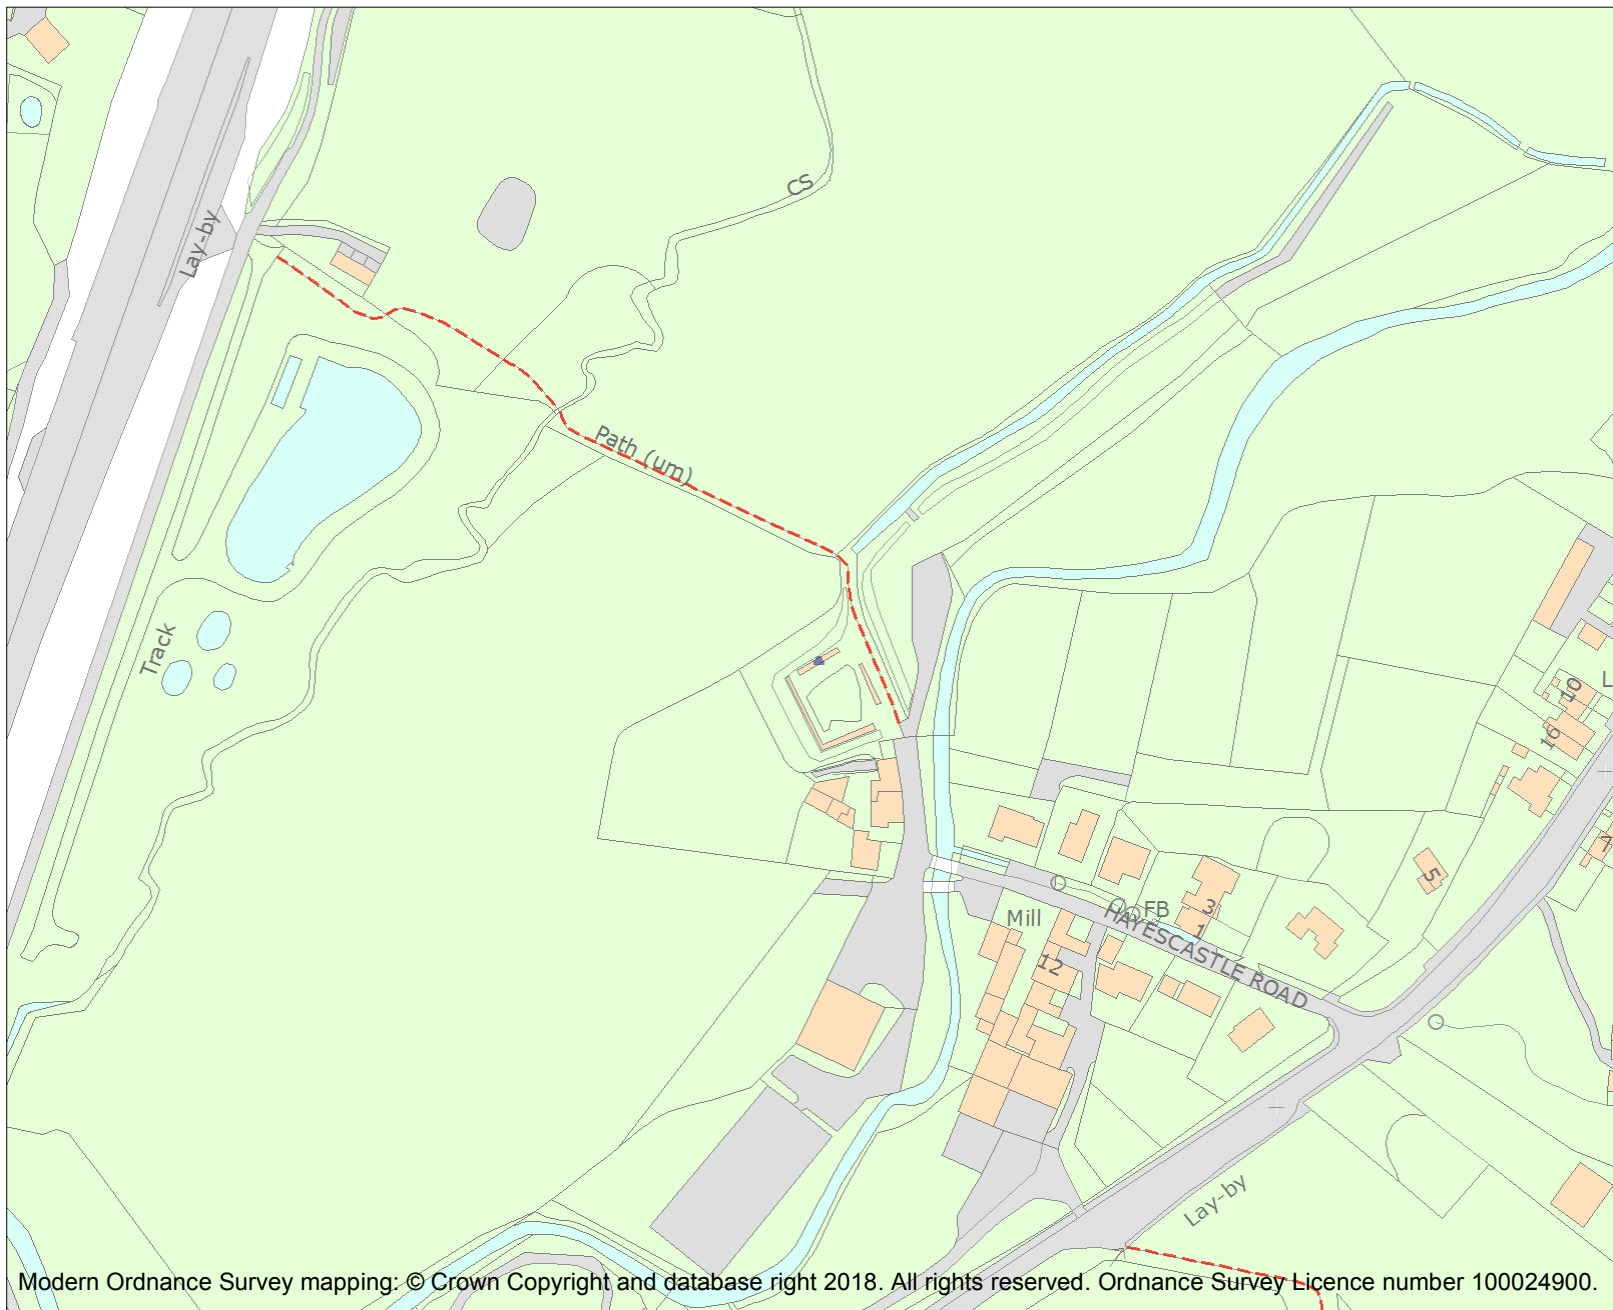 CS
Lay-by
Path (um)
Track
10
16
L
7
5
Mill
FB
3
1
12
HAYESCASTLE ROAD
Lay-by
Modern Ordnance Survey mapping: © Crown Copyright and database right 2018. All rights reserved. Ordnance Survey Licence number 100024900.